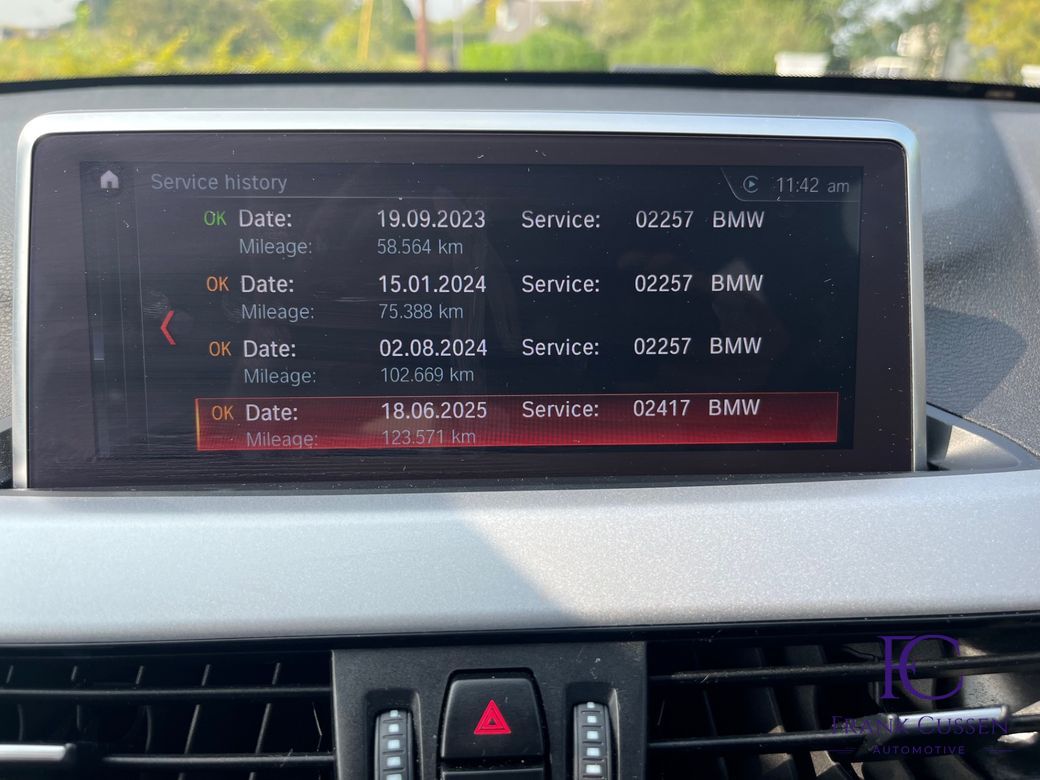 Service history 11:42 am
OK Date: 19.09.2023 Service: 02257 BMW
Mileage: 58.564 km
OK Date: 15.01.2024 Service: 02257 BMW
Mileage: 75.388 km
OK Date: 02.08.2024 Service: 02257 BMW
Mileage: 102.669 km
OK Date: 18.06.2025 Service: 02417 BMW
Mileage: 123.571 km
FC
FRANK CUSSEN
AUTOMOTIVE